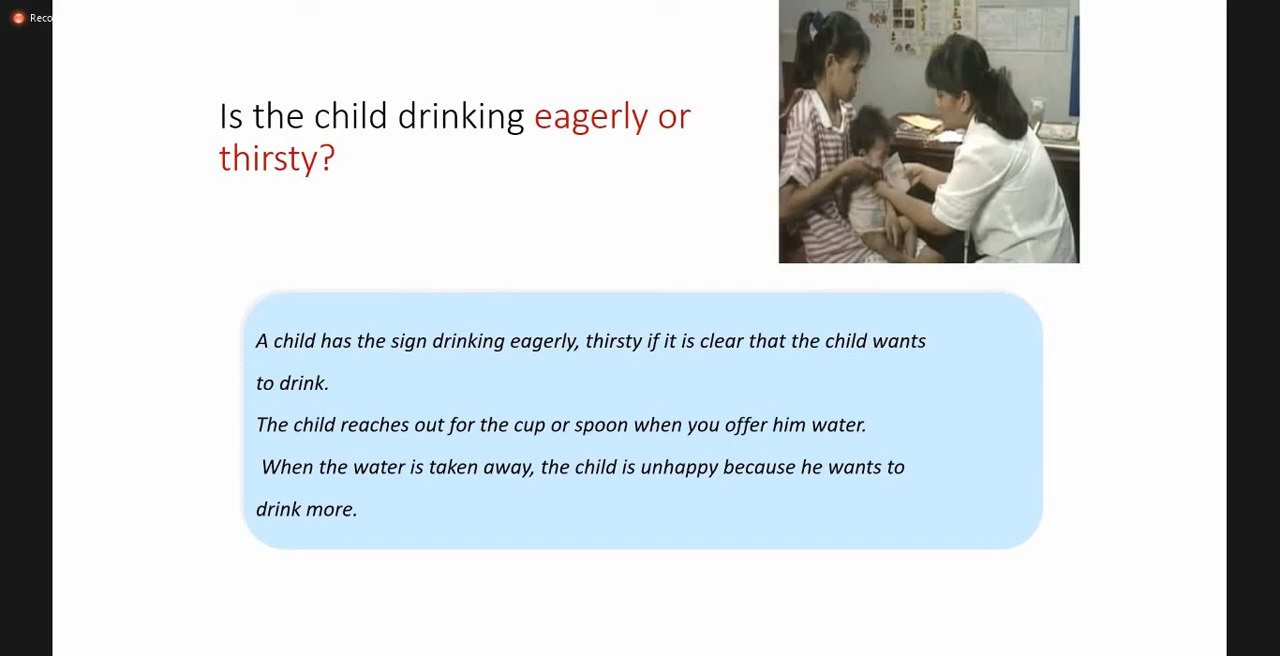 Reco
Is the child drinking eagerly or
thirsty?
A child has the sign drinking eagerly, thirsty if it is clear that the child wants
to drink.
The child reaches out for the cup or spoon when you offer him water.
When the water is taken away, the child is unhappy because he wants to
drink more.